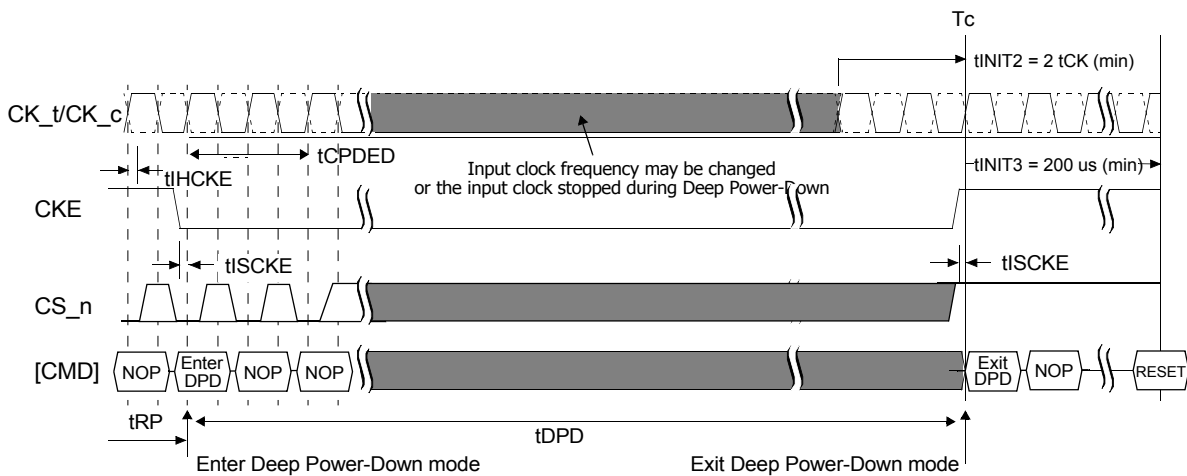 Tc
tINIT2 = 2 tCK (min)
CK_t/CK_c
tCPDED
Input clock frequency may be changed
or the input clock stopped during Deep Power-Down
tINIT3 = 200 us (min)
tIHCKE
CKE
tISCKE
tISCKE
CS_n
[CMD]
NOP
Enter
DPD
NOP
NOP
Exit
DPD
NOP
RESET
tRP
tDPD
Enter Deep Power-Down mode
Exit Deep Power-Down mode